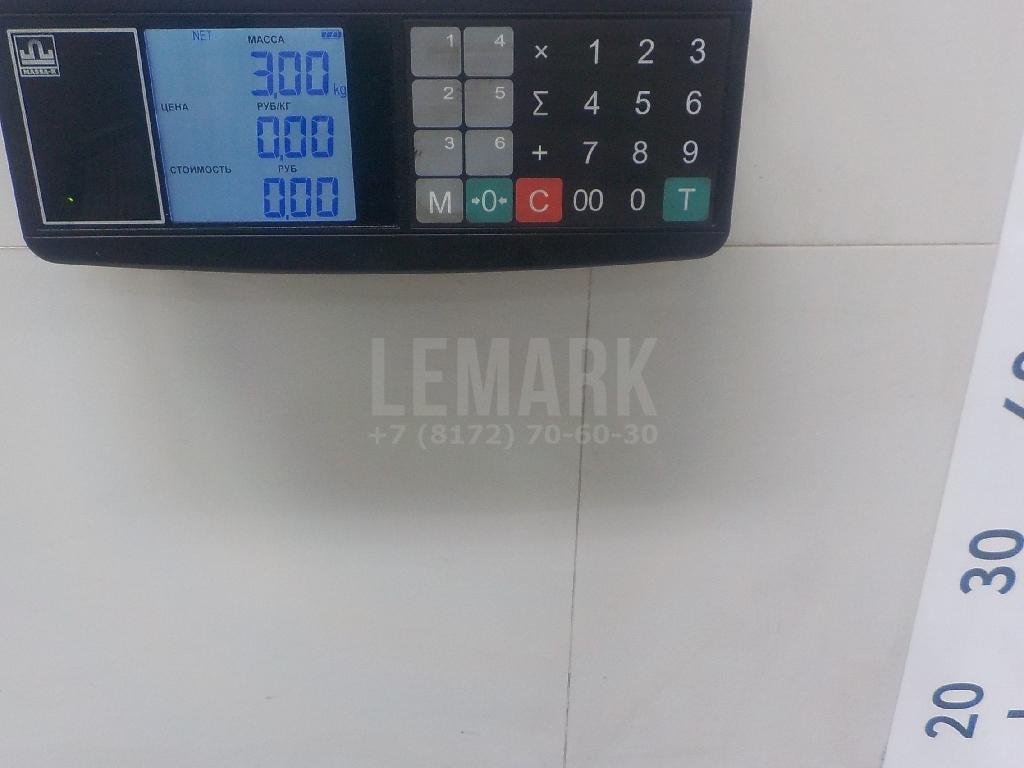 NET МАССА
3,00 kg
ЦЕНА РУБ/КГ
0,00
СТОИМОСТЬ РУБ
0,00
MASSA-K
1 4 × 1 2 3
2 5 Σ 4 5 6
3 6 + 7 8 9
M →0← C 00 0 T
LEMARK
+7 (8172) 70-60-30
30
20